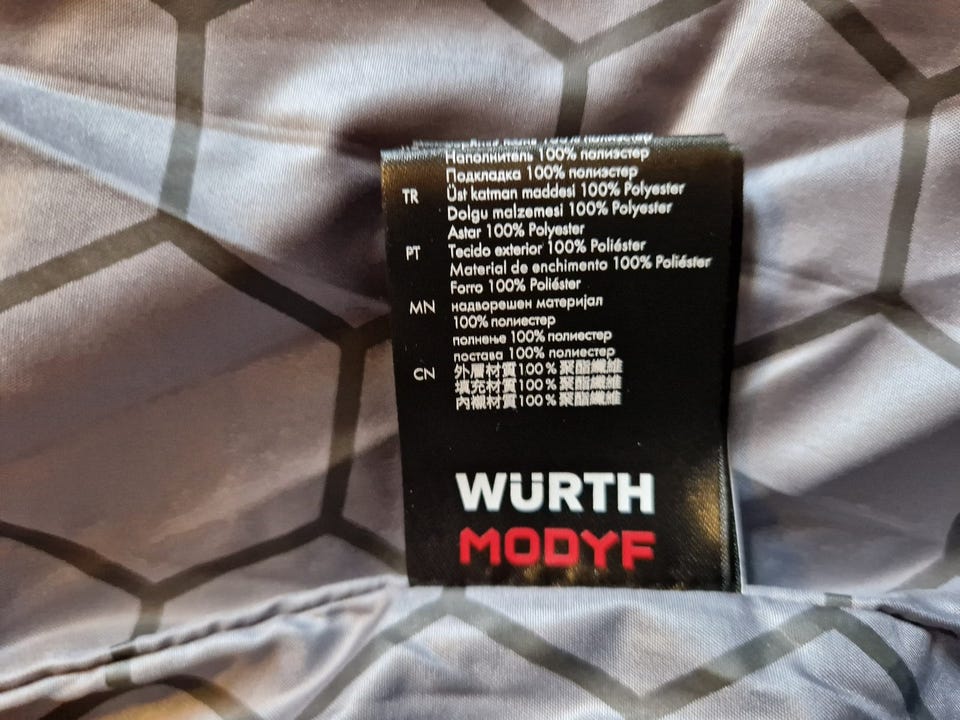 100% полиэстер
Наполнитель 100% полиэстер
Подкладка 100% полиэстер
TR Üst katman maddesi 100% Polyester
Dolgu malzemesi 100% Polyester
Astar 100% Polyester
PT Tecido exterior 100% Poliéster
Material de enchimento 100% Poliéster
Forro 100% Poliéster
MN надворешен материјал
100% полиестер
полнење 100% полиестер
постава 100% полиестер
CN 外層材質100%聚酯纖維
填充材質100%聚酯纖維
內襯材質100%聚酯纖維
WÜRTH
MODYF